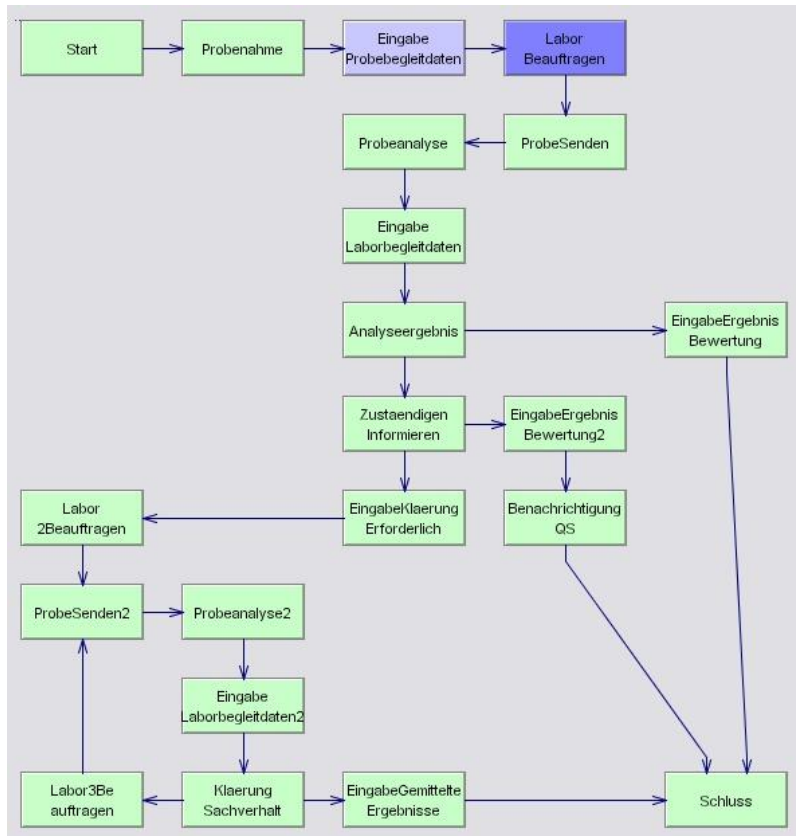 Start
Probenahme
Eingabe
Probebegleitdaten
Labor
Beauftragen
Probeanalyse
ProbeSenden
Eingabe
Laborbegleitdaten
Analyseergebnis
EingabeErgebnis
Bewertung
Zustaendigen
Informieren
EingabeErgebnis
Bewertung2
Labor
2Beauftragen
EingabeKlaerung
Erforderlich
Benachrichtigung
QS
ProbeSenden2
Probeanalyse2
Eingabe
Laborbegleitdaten2
Labor3Be
auftragen
Klaerung
Sachverhalt
EingabeGemittelte
Ergebnisse
Schluss